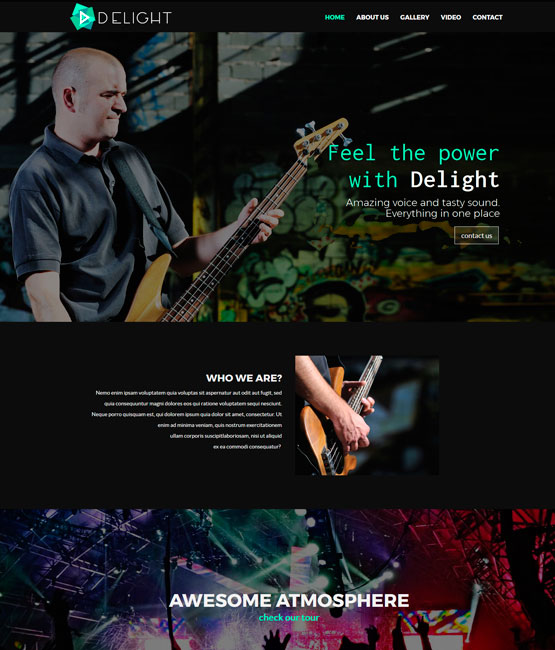 DELIGHT
HOME ABOUT US GALLERY VIDEO CONTACT
Feel the power
with Delight
Amazing voice and tasty sound.
Everything in one place
contact us
WHO WE ARE?
Nemo enim ipsam voluptatem quia voluptas sit aspernatur aut odit aut fugit, sed
quia consequuntur magni dolores eos qui ratione voluptatem sequi nesciunt.
Neque porro quisquam est, qui dolorem ipsum quia dolor sit amet, consectetur. Ut
enim ad minima veniam, quis nostrum exercitationem
ullam corporis suscipitlaboriosam, nisi ut aliquid
ex ea commodi consequatur?
AWESOME ATMOSPHERE
check our tour